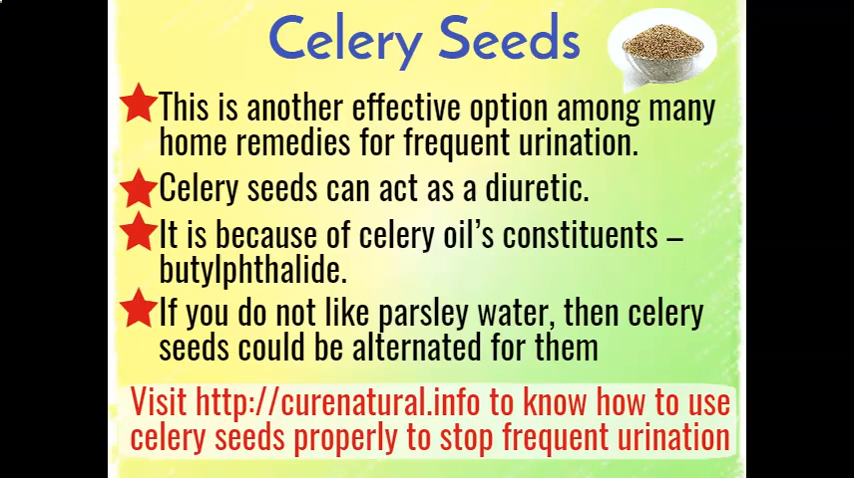 Celery Seeds
This is another effective option among many
home remedies for frequent urination.
Celery seeds can act as a diuretic.
It is because of celery oil’s constituents –
butylphthalide.
If you do not like parsley water, then celery
seeds could be alternated for them
Visit http://curenatural.info to know how to use
celery seeds properly to stop frequent urination